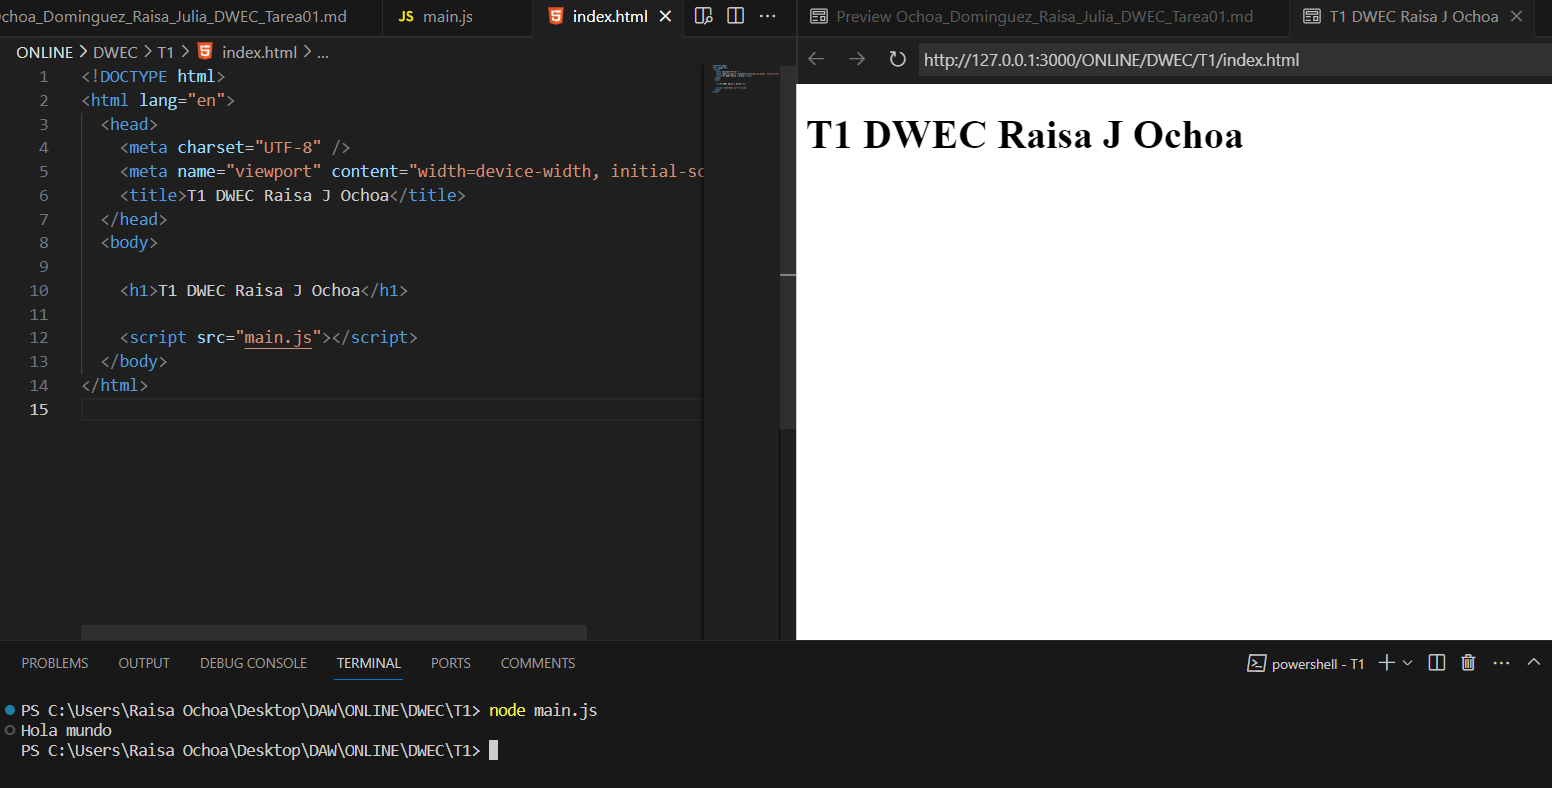 choa_Dominguez_Raisa_Julia_DWEC_Tarea01.md
JS main.js
index.html
Preview Ochoa_Dominguez_Raisa_Julia_DWEC_Tarea01.md
T1 DWEC Raisa J Ochoa
ONLINE > DWEC > T1 > index.html > ...
http://127.0.0.1:3000/ONLINE/DWEC/T1/index.html
1 <!DOCTYPE html>
2 <html lang="en">
3 <head>
4 <meta charset="UTF-8" />
5 <meta name="viewport" content="width=device-width, initial-sc
6 <title>T1 DWEC Raisa J Ochoa</title>
7 </head>
8 <body>
9
10 <h1>T1 DWEC Raisa J Ochoa</h1>
11
12 <script src="main.js"></script>
13 </body>
14 </html>
15
T1 DWEC Raisa J Ochoa
PROBLEMS OUTPUT DEBUG CONSOLE TERMINAL PORTS COMMENTS
powershell - T1
PS C:\Users\Raisa Ochoa\Desktop\DAW\ONLINE\DWEC\T1> node main.js
Hola mundo
PS C:\Users\Raisa Ochoa\Desktop\DAW\ONLINE\DWEC\T1>